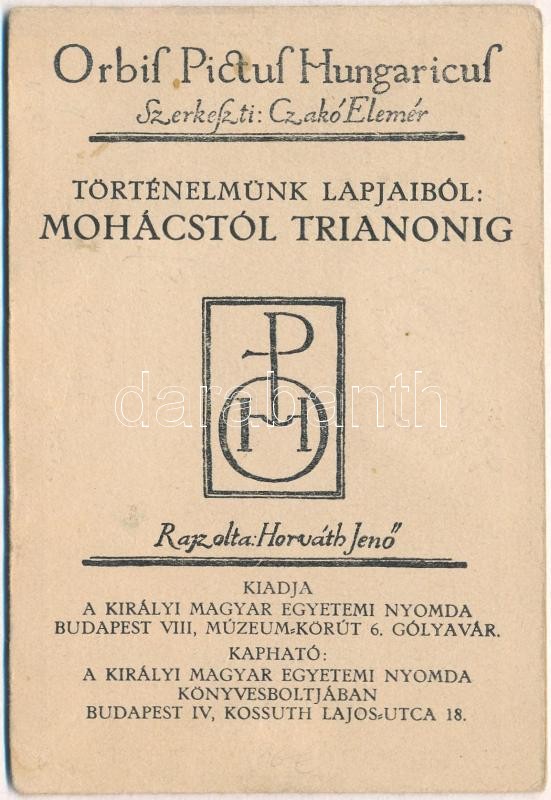 Orbis Pictus Hungaricus
Szerkeszti: Czakó Elemér
TÖRTÉNELMÜNK LAPJAIBÓL:
MOHÁCSTÓL TRIANONIG
P
OH
darabanth
Rajzolta: Horváth Jenő
KIADJA
A KIRÁLYI MAGYAR EGYETEMI NYOMDA
BUDAPEST VIII, MÚZEUM-KÖRÚT 6. GÓLYAVÁR.
KAPHATÓ:
A KIRÁLYI MAGYAR EGYETEMI NYOMDA
KÖNYVESBOLTJÁBAN
BUDAPEST IV, KOSSUTH LAJOS-UTCA 18.